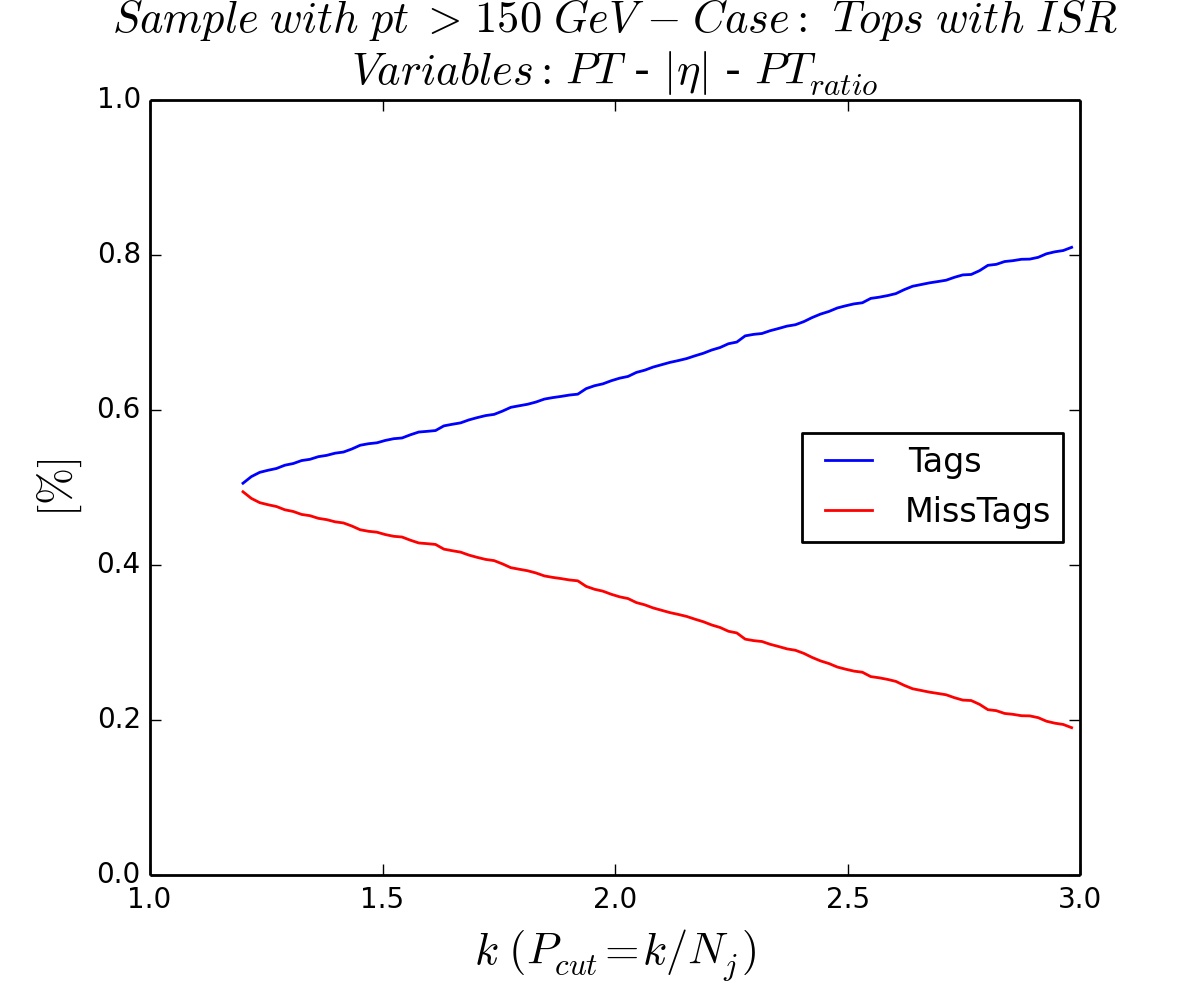 Sample with pt > 150 GeV − Case: Tops with ISR
Variables: PT - |η| - PT_ratio
1.0
0.8
0.6
0.4
0.2
0.0
[%]
Tags
MissTags
1.0 1.5 2.0 2.5 3.0
k (P_cut = k/N_j)